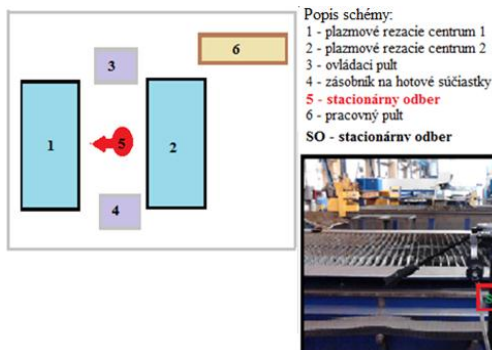 Popis schémy:
1 - plazmové rezacie centrum 1
2 - plazmové rezacie centrum 2
3 - ovládací pult
4 - zásobník na hotové súčiastky
5 - stacionárny odber
6 - pracovný pult
SO - stacionárny odber
6
3
1
5
2
4